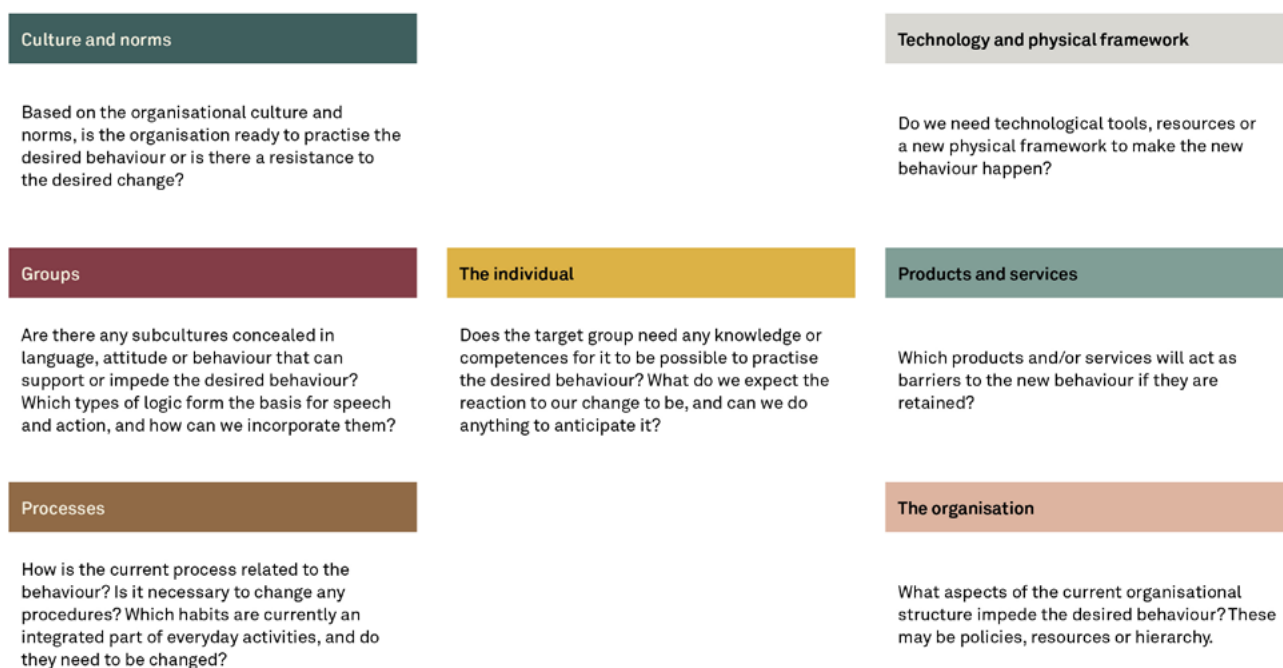 Culture and norms
Based on the organisational culture and
norms, is the organisation ready to practise the
desired behaviour or is there a resistance to
the desired change?
Technology and physical framework
Do we need technological tools, resources or
a new physical framework to make the new
behaviour happen?
Groups
Are there any subcultures concealed in
language, attitude or behaviour that can
support or impede the desired behaviour?
Which types of logic form the basis for speech
and action, and how can we incorporate them?
The individual
Does the target group need any knowledge or
competences for it to be possible to practise
the desired behaviour? What do we expect the
reaction to our change to be, and can we do
anything to anticipate it?
Products and services
Which products and/or services will act as
barriers to the new behaviour if they are
retained?
Processes
How is the current process related to the
behaviour? Is it necessary to change any
procedures? Which habits are currently an
integrated part of everyday activities, and do
they need to be changed?
The organisation
What aspects of the current organisational
structure impede the desired behaviour? These
may be policies, resources or hierarchy.